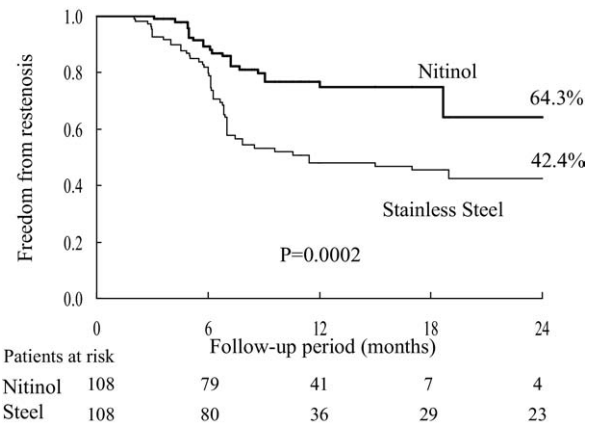 Freedom from restenosis
1.0
0.8
0.6
0.4
0.2
0.0
Nitinol
64.3%
42.4%
Stainless Steel
P=0.0002
0 6 12 18 24
Follow-up period (months)
Patients at risk
Nitinol 108 79 41 7 4
Steel 108 80 36 29 23